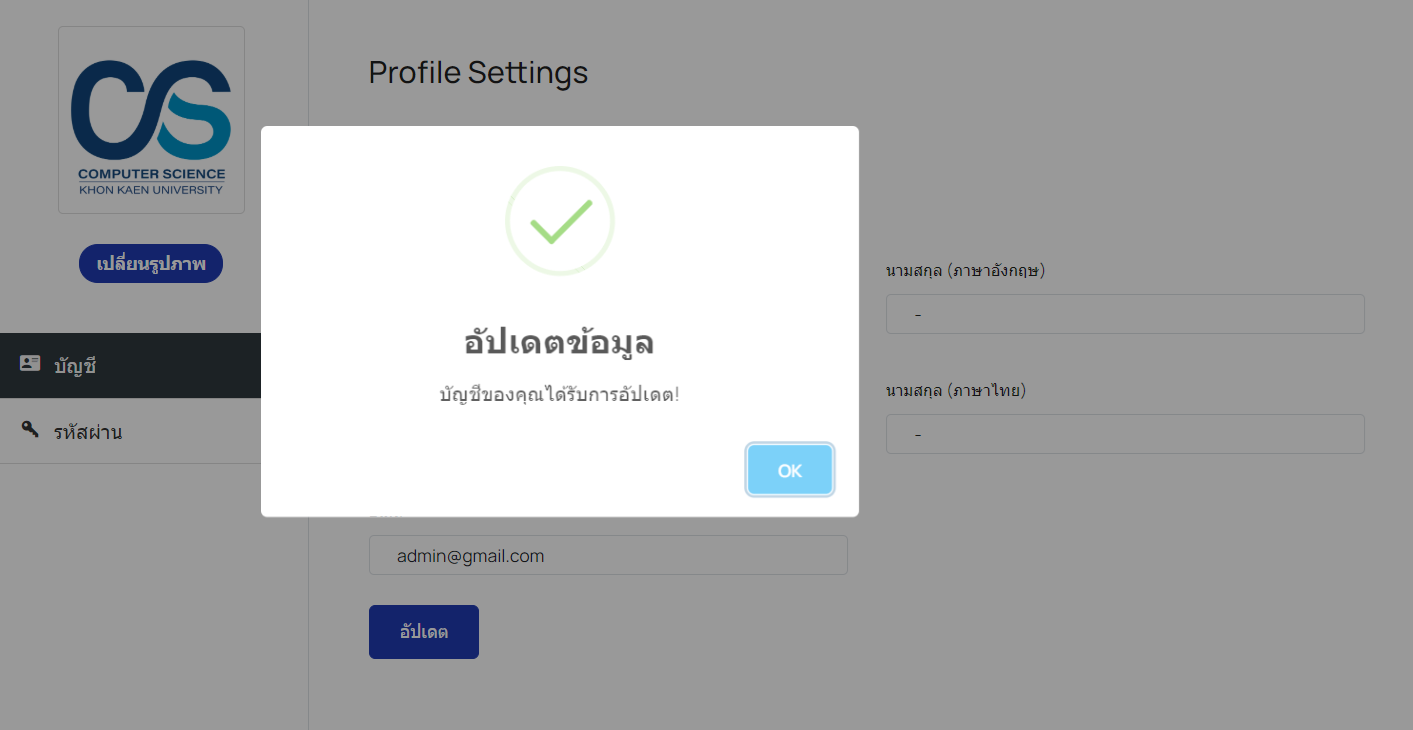 CS
COMPUTER SCIENCE
KHON KAEN UNIVERSITY
เปลี่ยนรูปภาพ
บัญชี
รหัสผ่าน
Profile Settings
อัปเดตข้อมูล
บัญชีของคุณได้รับการอัปเดต!
OK
นามสกุล (ภาษาอังกฤษ)
-
นามสกุล (ภาษาไทย)
-
admin@gmail.com
อัปเดต